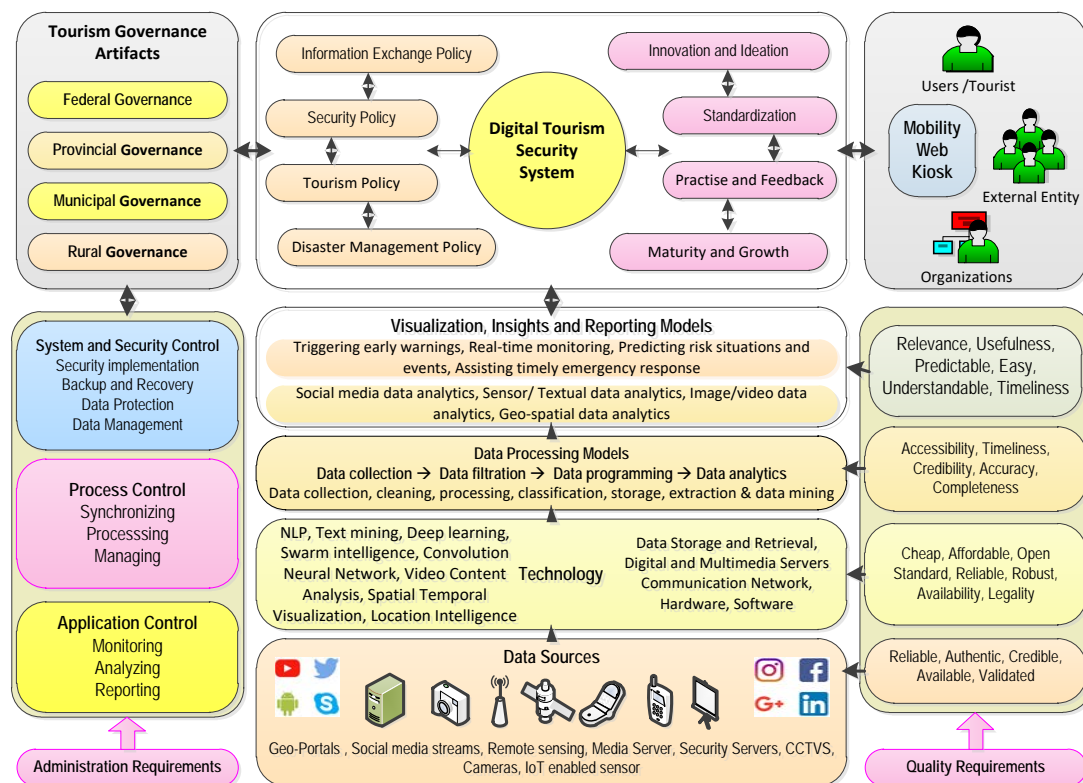 Tourism Governance
Artifacts
Federal Governance
Provincial Governance
Municipal Governance
Rural Governance
Information Exchange Policy
Security Policy
Tourism Policy
Disaster Management Policy
Digital Tourism
Security
System
Innovation and Ideation
Standardization
Practise and Feedback
Maturity and Growth
Users /Tourist
Mobility
Web
Kiosk
External Entity
Organizations
System and Security Control
Security implementation
Backup and Recovery
Data Protection
Data Management
Process Control
Synchronizing
Processsing
Managing
Application Control
Monitoring
Analyzing
Reporting
Administration Requirements
Visualization, Insights and Reporting Models
Triggering early warnings, Real-time monitoring, Predicting risk situations and
events, Assisting timely emergency response
Social media data analytics, Sensor/ Textual data analytics, Image/video data
analytics, Geo-spatial data analytics
Data Processing Models
Data collection → Data filtration → Data programming → Data analytics
Data collection, cleaning, processing, classification, storage, extraction & data mining
NLP, Text mining, Deep learning,
Swarm intelligence, Convolution
Neural Network, Video Content
Analysis, Spatial Temporal
Visualization, Location Intelligence
Technology
Data Storage and Retrieval,
Digital and Multimedia Servers
Communication Network,
Hardware, Software
Data Sources
Geo-Portals , Social media streams, Remote sensing, Media Server, Security Servers, CCTVS,
Cameras, IoT enabled sensor
Relevance, Usefulness,
Predictable, Easy,
Understandable, Timeliness
Accessibility, Timeliness,
Credibility, Accuracy,
Completeness
Cheap, Affordable, Open
Standard, Reliable, Robust,
Availability, Legality
Reliable, Authentic, Credible,
Available, Validated
Quality Requirements